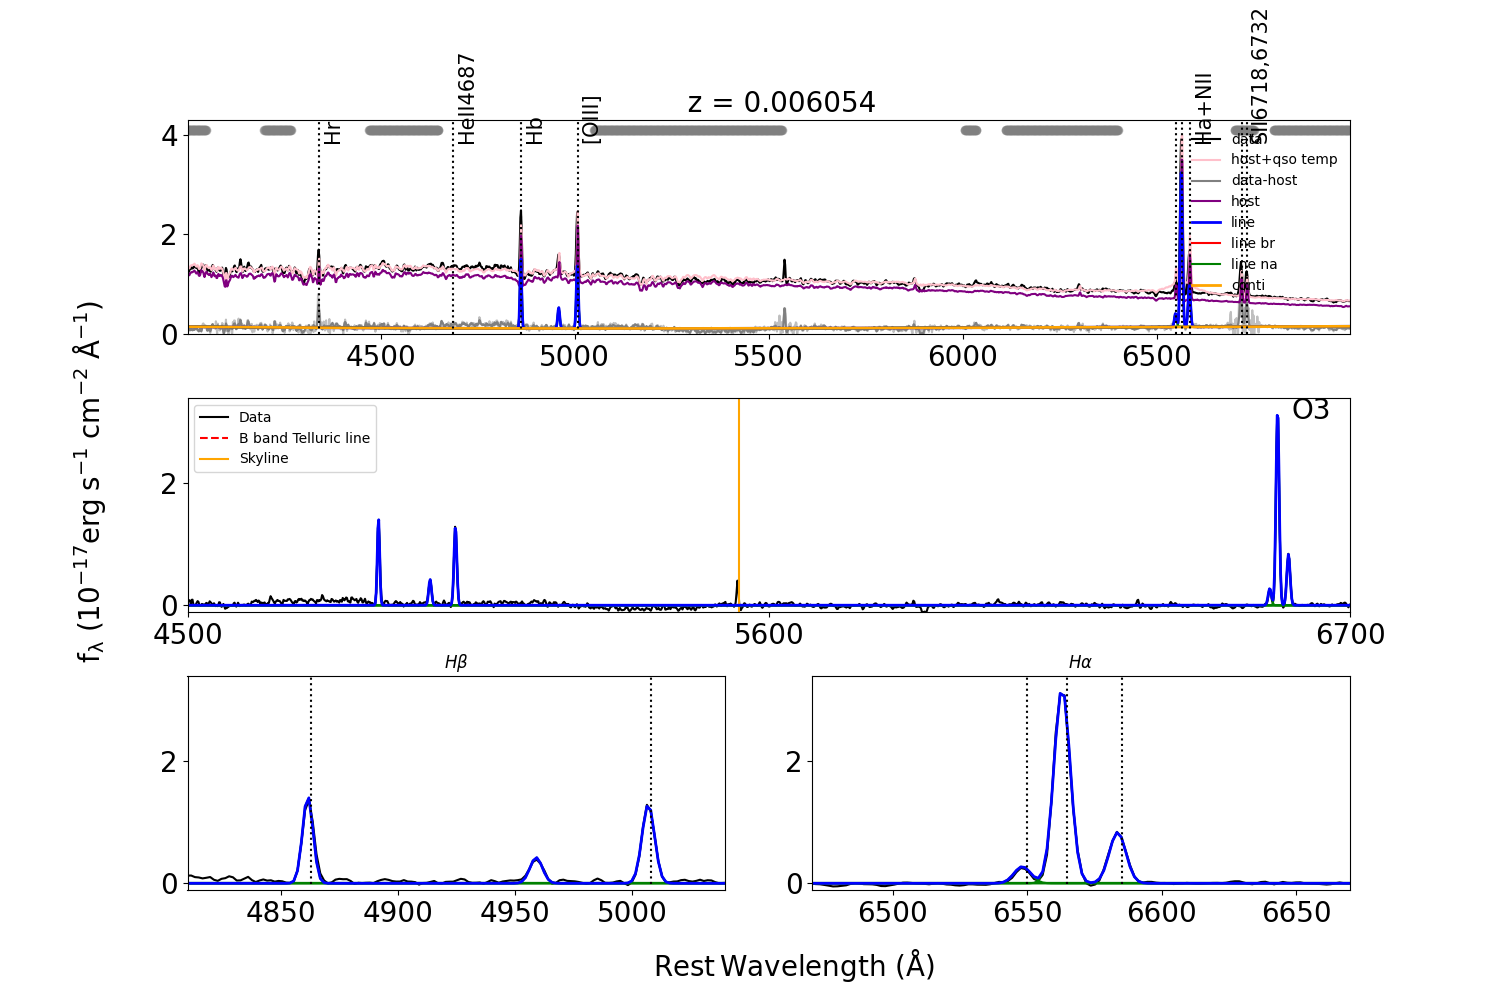 z = 0.006054
Hr
HeII4687
Hb
[OIII]
Ha+NII
SII6718,6732
data
host+qso temp
data-host
host
line
line br
line na
conti
4
2
0
4500
5000
5500
6000
6500
Data
B band Telluric line
Skyline
O3
2
0
4500
5600
6700
Hβ
Hα
2
0
4850
4900
4950
5000
2
0
6500
6550
6600
6650
fλ (10⁻¹⁷erg s⁻¹ cm⁻² Å⁻¹)
Rest Wavelength (Å)